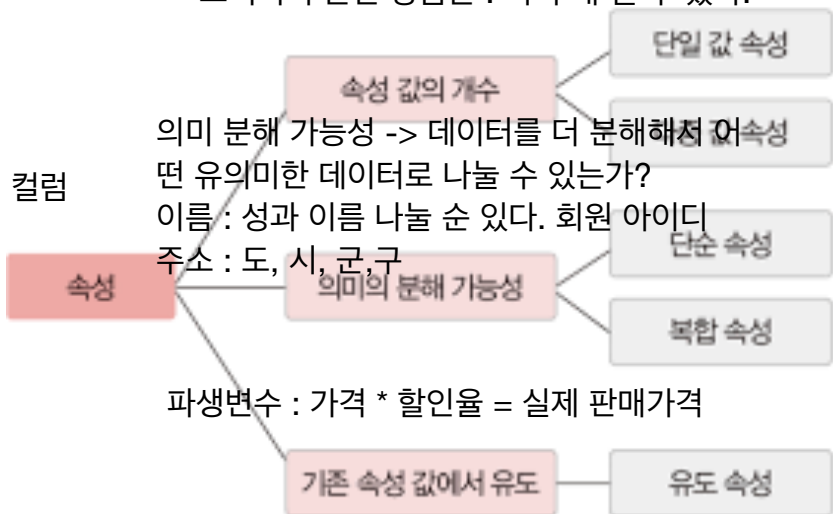 단일 값 속성
속성 값의 개수
의미 분해 가능성 -> 데이터를 더 분해해서 어
값 속성
컬럼
떤 유의미한 데이터로 나눌 수 있는가?
이름 : 성과 이름 나눌 순 있다. 회원 아이디
단순 속성
주소 : 도, 시, 군,구
속성
의미의 분해 가능성
복합 속성
파생변수 : 가격 * 할인율 = 실제 판매가격
기존 속성 값에서 유도
유도 속성